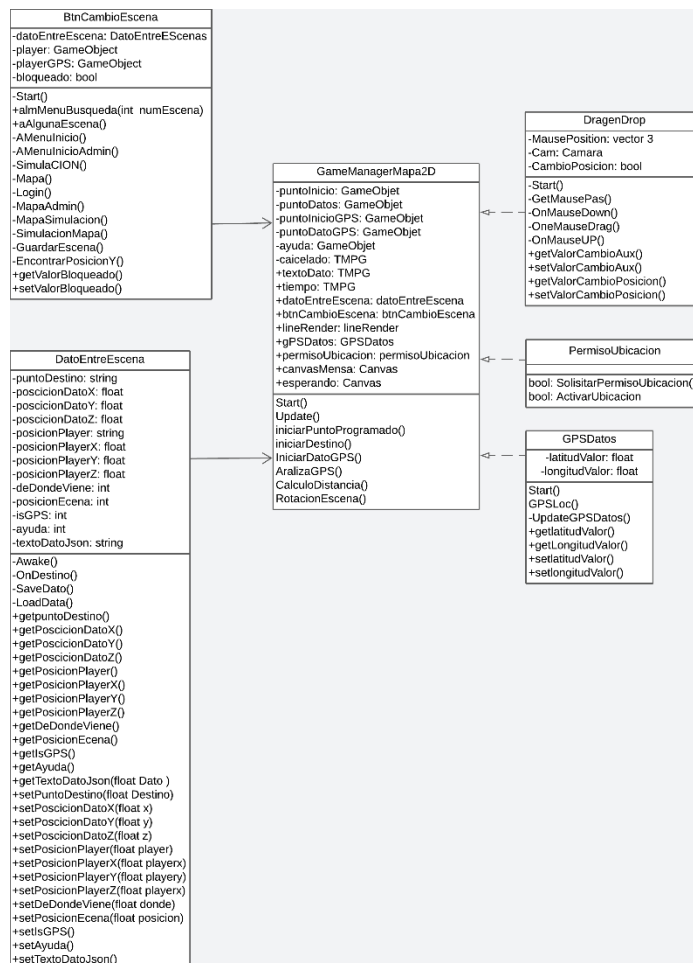 BtnCambioEscena
-datoEntreEscena: DatoEntreEScenas
-player: GameObject
-playerGPS: GameObject
-bloqueado: bool
-Start()
+almMenuBusqueda(int numEscena)
+aAlgunaEscena()
-AMenuInicio()
-AMenuInicioAdmin()
-SimulaCION()
-Mapa()
-Login()
-MapaAdmin()
-MapaSimulacion()
-SimulacionMapa()
-GuardarEscena()
-EncontrarPosicionY()
+getValorBloqueado()
+setValorBloqueado()
DatoEntreEscena
-puntoDestino: string
-poscicionDatoX: float
-poscicionDatoY: float
-poscicionDatoZ: float
-posicionPlayer: string
-posicionPlayerX: float
-posicionPlayerY: float
-posicionPlayerZ: float
-deDondeViene: int
-posicionEcena: int
-isGPS: int
-ayuda: int
-textoDatoJson: string
-Awake()
-OnDestino()
-SaveDato()
-LoadData()
+getpuntoDestino()
+getPoscicionDatoX()
+getPoscicionDatoY()
+getPoscicionDatoZ()
+getPosicionPlayer()
+getPosicionPlayerX()
+getPosicionPlayerY()
+getPosicionPlayerZ()
+getDeDondeViene()
+getPosicionEcena()
+getIsGPS()
+getAyuda()
+getTextoDatoJson(float Dato )
+setPuntoDestino(float Destino)
+setPoscicionDatoX(float x)
+setPoscicionDatoY(float y)
+setPoscicionDatoZ(float z)
+setPosicionPlayer(float player)
+setPosicionPlayerX(float playerx)
+setPosicionPlayerY(float playery)
+setPosicionPlayerZ(float playerx)
+setDeDondeViene(float donde)
+setPosicionEcena(float posicion)
+setIsGPS()
+setAyuda()
+setTextoDatoJson()
GameManagerMapa2D
-puntoInicio: GameObjet
-puntoDatos: GameObjet
-puntoInicioGPS: GameObjet
-puntoDatoGPS: GameObjet
-ayuda: GameObjet
-caicelado: TMPG
+textoDato: TMPG
+tiempo: TMPG
+datoEntreEscena: datoEntreEscena
+btnCambioEscena: btnCambioEscena
+lineRender: lineRender
+gPSDatos: GPSDatos
+permisoUbicacion: permisoUbicacion
+canvasMensa: Canvas
+esperando: Canvas
Start()
Update()
iniciarPuntoProgramado()
iniciarDestino()
IniciarDatoGPS()
AralizaGPS()
CalculoDistancia()
RotacionEscena()
DragenDrop
-MausePosition: vector 3
-Cam: Camara
-CambioPosicion: bool
-Start()
-GetMausePas()
-OnMauseDown()
-OneMauseDrag()
-OnMauseUP()
+getValorCambioAux()
+setValorCambioAux()
+getValorCambioPosicion()
+setValorCambioPosicion()
PermisoUbicacion
bool: SolisitarPermisoUbicacion()
bool: ActivarUbicacion
GPSDatos
-latitudValor: float
-longitudValor: float
Start()
GPSLoc()
-UpdateGPSDatos()
+getlatitudValor()
+getLongitudValor()
+setlatitudValor()
+setlongitudValor()